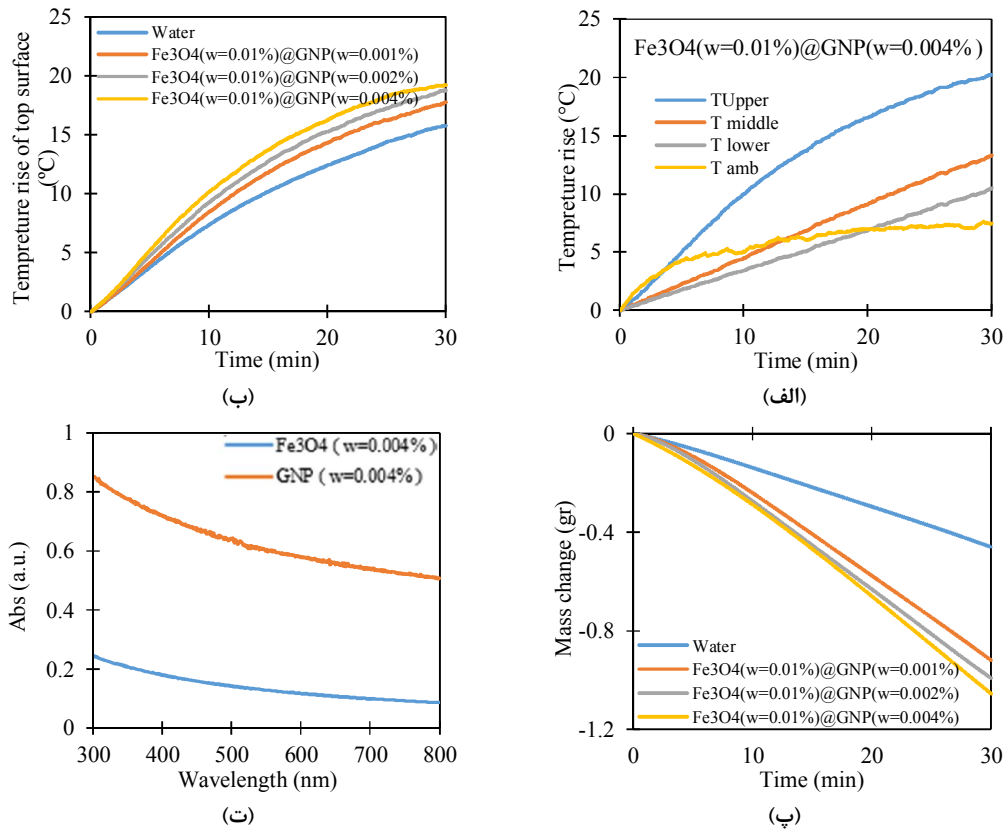 Tempreture rise of top surface
(°C)
25
20
15
10
5
0
Water
Fe3O4(w=0.01%)@GNP(w=0.001%)
Fe3O4(w=0.01%)@GNP(w=0.002%)
Fe3O4(w=0.01%)@GNP(w=0.004%)
0 10 20 30
Time (min)
(ب)
Tempreture rise (°C)
25
20
15
10
5
0
Fe3O4(w=0.01%)@GNP(w=0.004%)
TUpper
T middle
T lower
T amb
0 10 20 30
Time (min)
(الف)
Abs (a.u.)
1
0.8
0.6
0.4
0.2
0
Fe3O4 ( w=0.004%)
GNP ( w=0.004%)
300 400 500 600 700 800
Wavelength (nm)
(ت)
Mass change (gr)
0
-0.4
-0.8
-1.2
Water
Fe3O4(w=0.01%)@GNP(w=0.001%)
Fe3O4(w=0.01%)@GNP(w=0.002%)
Fe3O4(w=0.01%)@GNP(w=0.004%)
0 10 20 30
Time (min)
(پ)